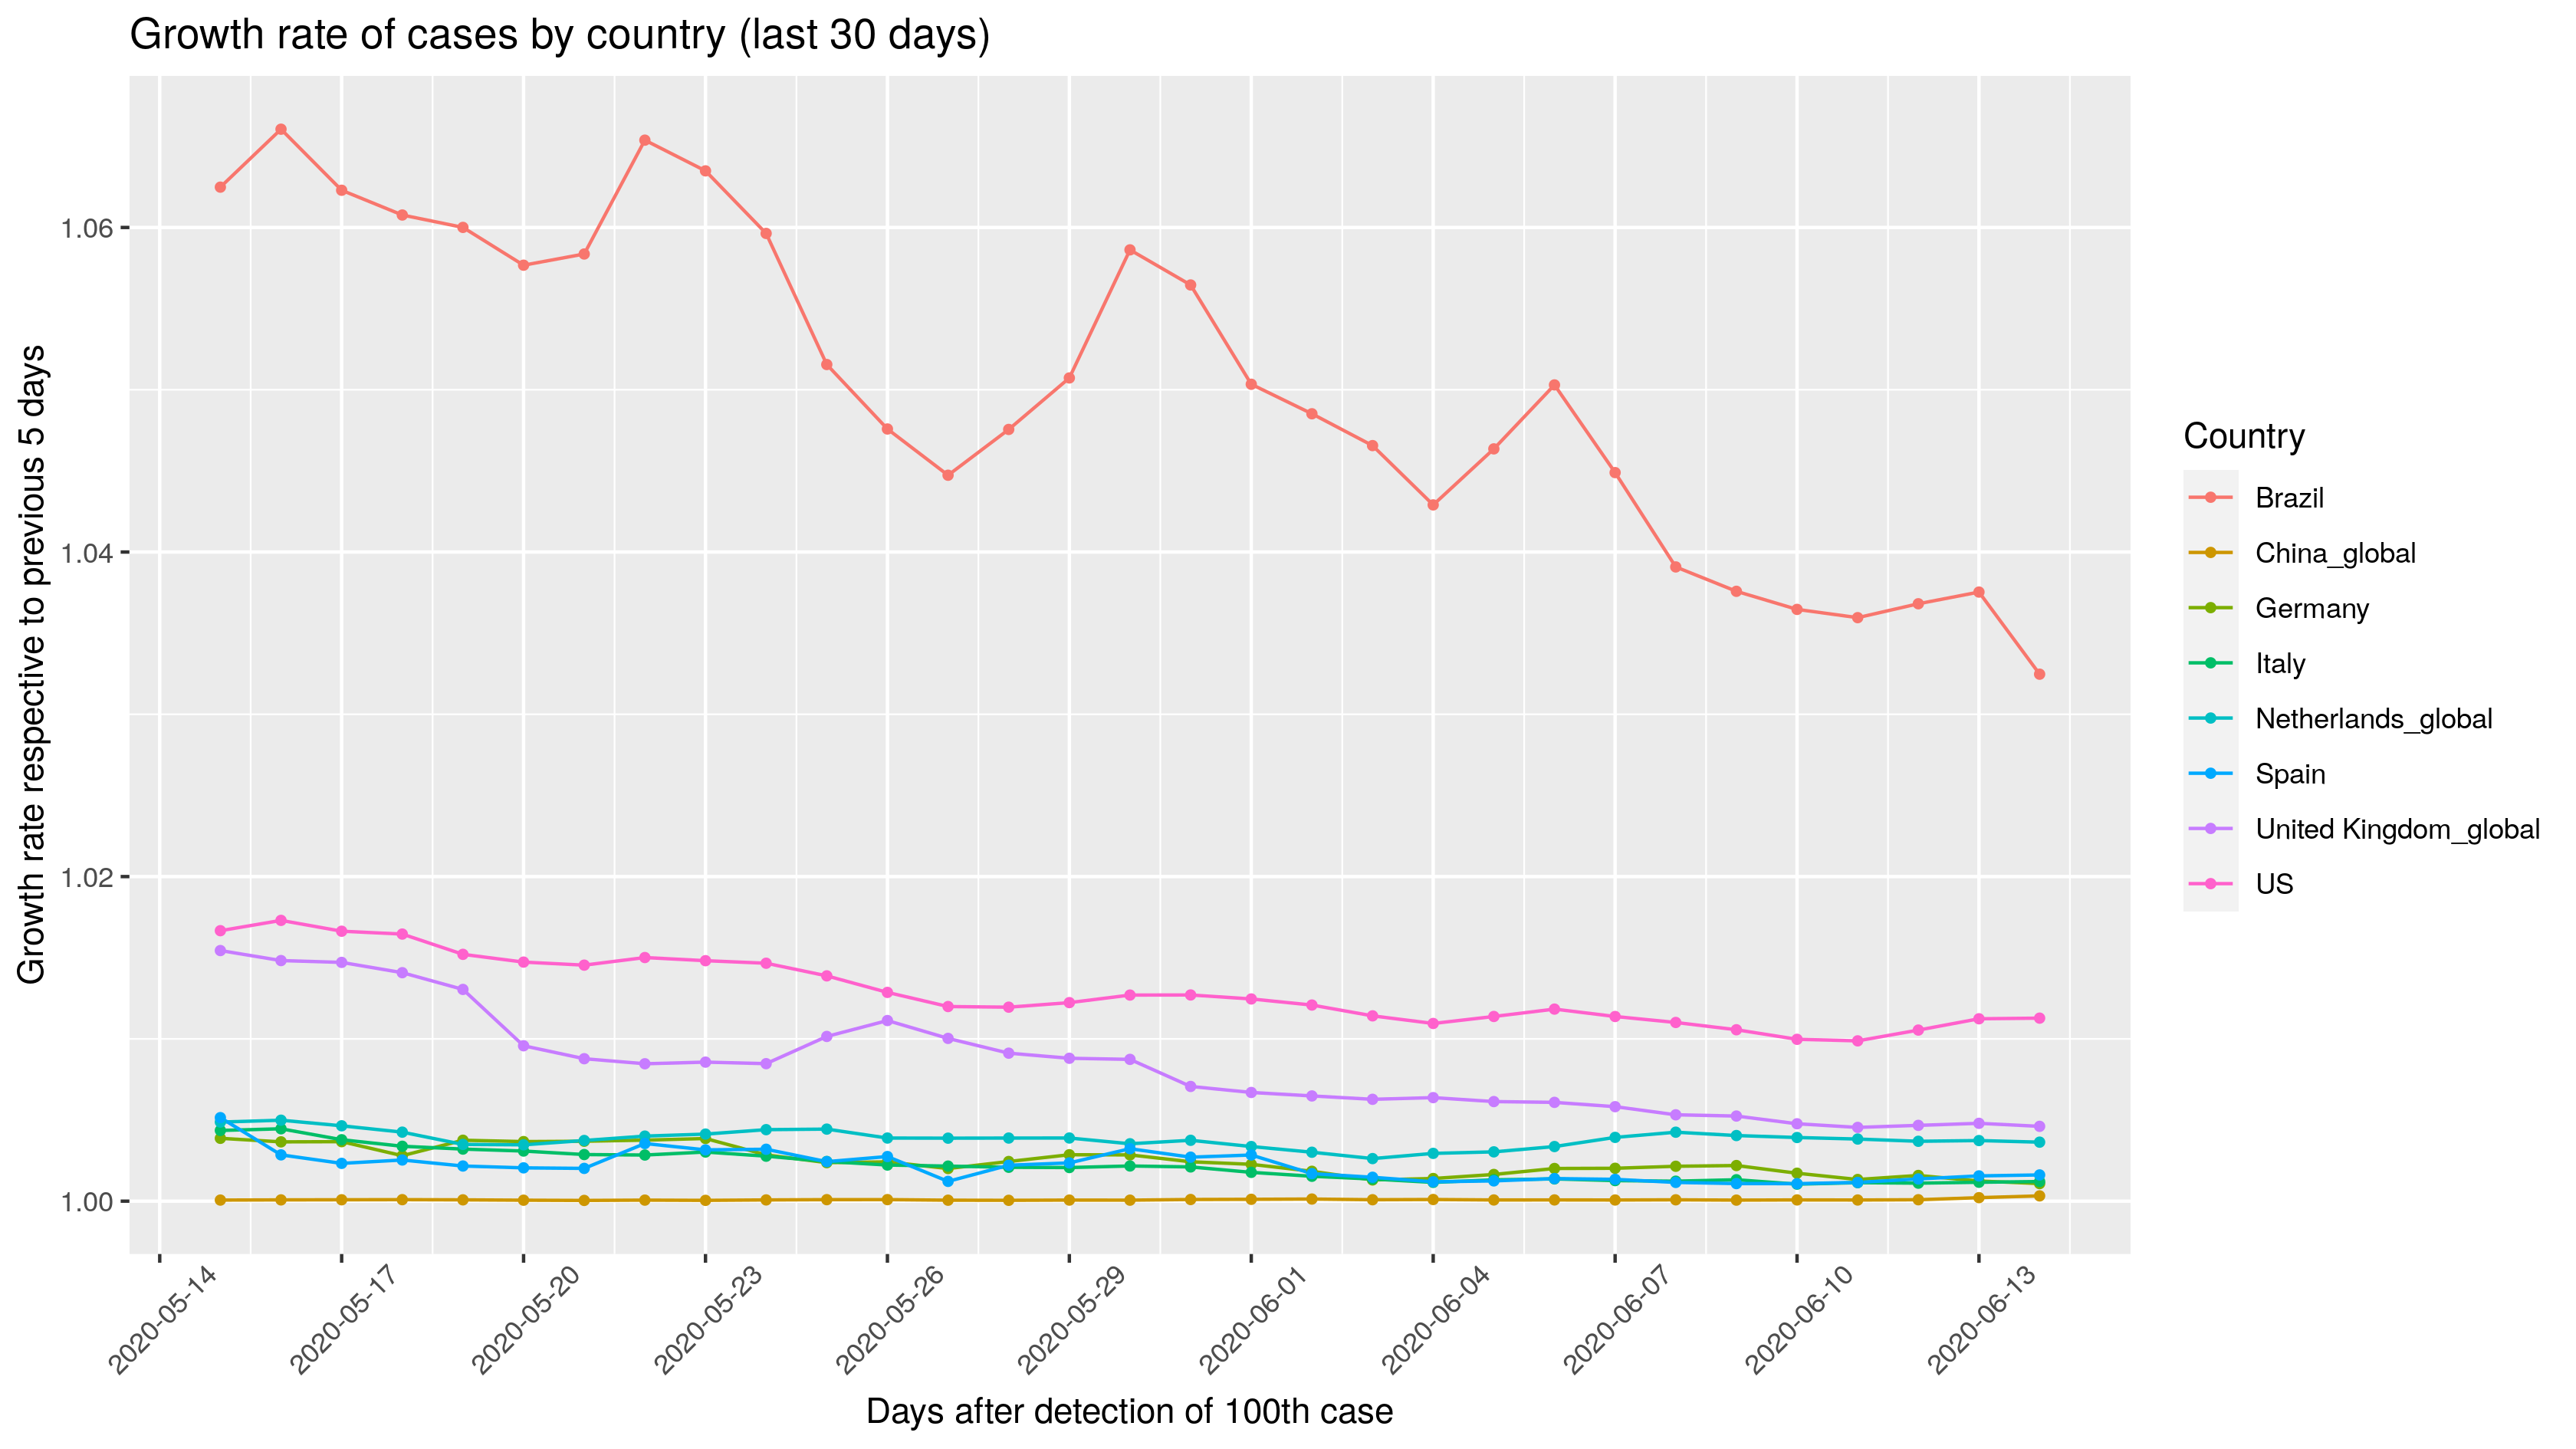 Growth rate of cases by country (last 30 days)
Growth rate respective to previous 5 days
1.06
1.04
1.02
1.00
2020-05-14
2020-05-17
2020-05-20
2020-05-23
2020-05-26
2020-05-29
2020-06-01
2020-06-04
2020-06-07
2020-06-10
2020-06-13
Days after detection of 100th case
Country
Brazil
China_global
Germany
Italy
Netherlands_global
Spain
United Kingdom_global
US